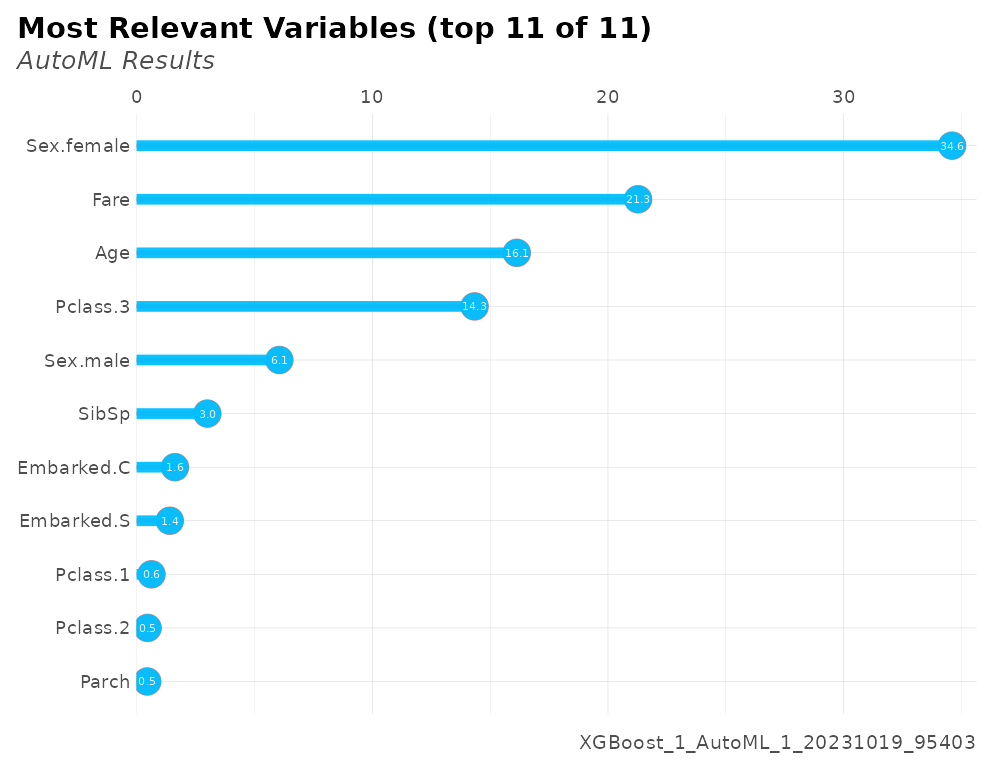 Most Relevant Variables (top 11 of 11)
AutoML Results
0 10 20 30
Sex.female 34.6
Fare 21.3
Age 16.1
Pclass.3 14.3
Sex.male 6.1
SibSp 3.0
Embarked.C 1.6
Embarked.S 1.4
Pclass.1 0.6
Pclass.2 0.5
Parch 0.5
XGBoost_1_AutoML_1_20231019_95403